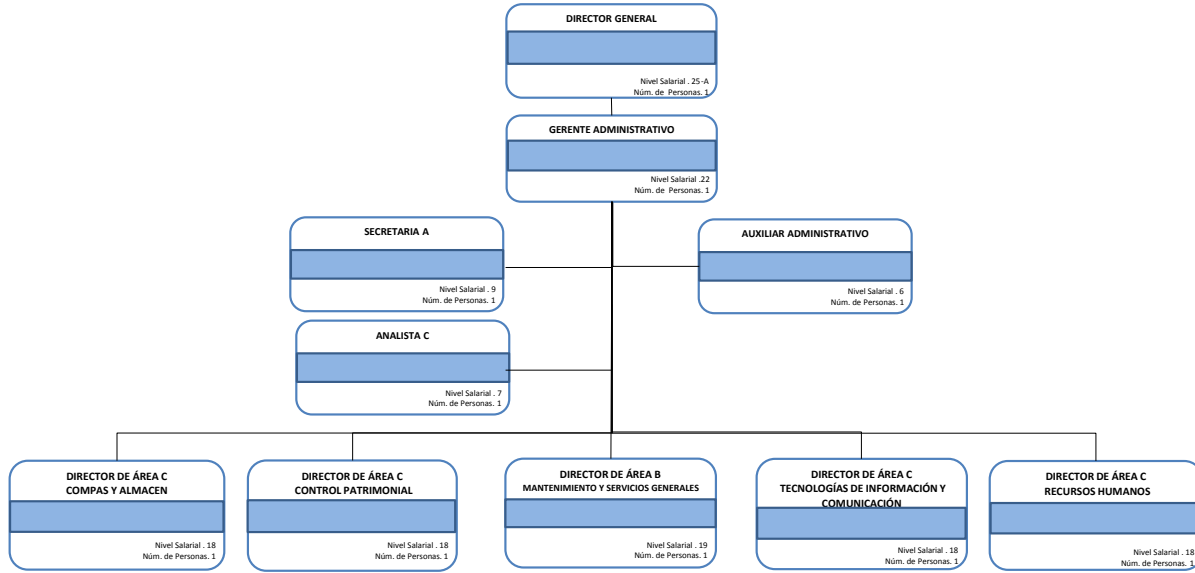 DIRECTOR GENERAL
Nivel Salarial . 25-A
Núm. de Personas. 1
GERENTE ADMINISTRATIVO
Nivel Salarial .22
Núm. de Personas. 1
SECRETARIA A
Nivel Salarial . 9
Núm. de Personas. 1
AUXILIAR ADMINISTRATIVO
Nivel Salarial . 6
Núm. de Personas. 1
ANALISTA C
Nivel Salarial . 7
Núm. de Personas. 1
DIRECTOR DE ÁREA C
COMPAS Y ALMACEN
Nivel Salarial . 18
Núm. de Personas. 1
DIRECTOR DE ÁREA C
CONTROL PATRIMONIAL
Nivel Salarial . 18
Núm. de Personas. 1
DIRECTOR DE ÁREA B
MANTENIMIENTO Y SERVICIOS GENERALES
Nivel Salarial . 19
Núm. de Personas. 1
DIRECTOR DE ÁREA C
TECNOLOGÍAS DE INFORMACIÓN Y
COMUNICACIÓN
Nivel Salarial . 18
Núm. de Personas. 1
DIRECTOR DE ÁREA C
RECURSOS HUMANOS
Nivel Salarial . 18
Núm. de Personas. 1